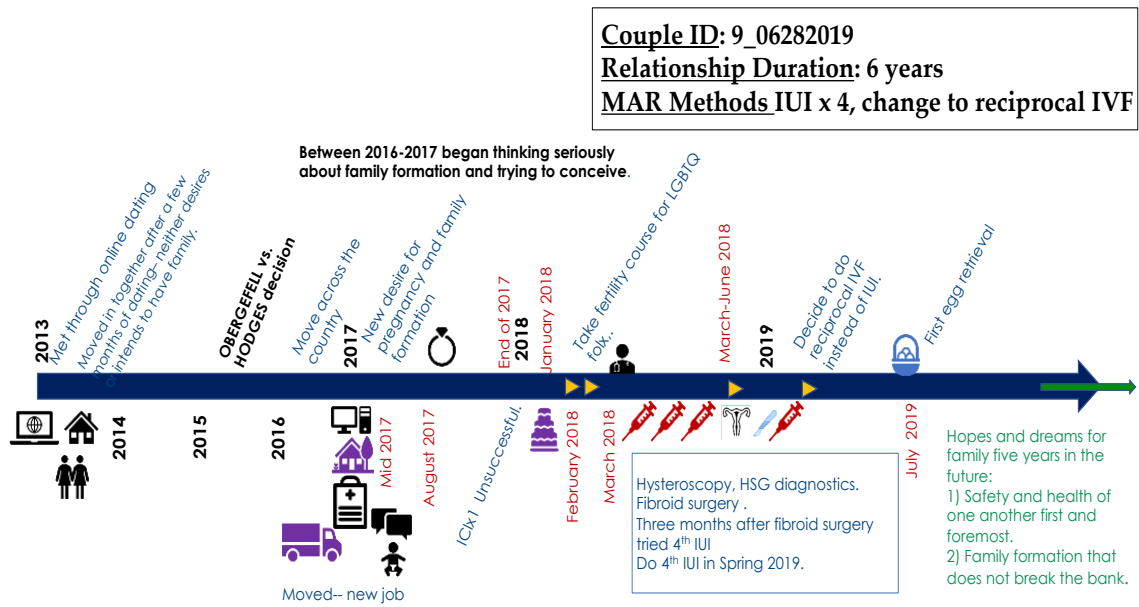 Couple ID: 9_06282019
Relationship Duration: 6 years
MAR Methods IUI x 4, change to reciprocal IVF
Between 2016-2017 began thinking seriously
about family formation and trying to conceive.
2013
Met through online dating
Moved in together after a few
months of dating– neither desires
or intends to have family.
OBERGEFELL vs.
HODGES decision
Move across the
country
2017
New desire for
pregnancy and family
formation
End of 2017
2018
January 2018
Take fertility course for LGBTQ
folx..
March-June 2018
2019
Decide to do
reciprocal IVF
instead of IUI.
First egg retrieval
2014
2015
2016
Mid 2017
August 2017
ICIx1 Unsuccessful.
February 2018
March 2018
July 2019
Moved-- new job
Hysteroscopy, HSG diagnostics.
Fibroid surgery .
Three months after fibroid surgery
tried 4th IUI
Do 4th IUI in Spring 2019.
Hopes and dreams for
family five years in the
future:
1) Safety and health of
one another first and
foremost.
2) Family formation that
does not break the bank.